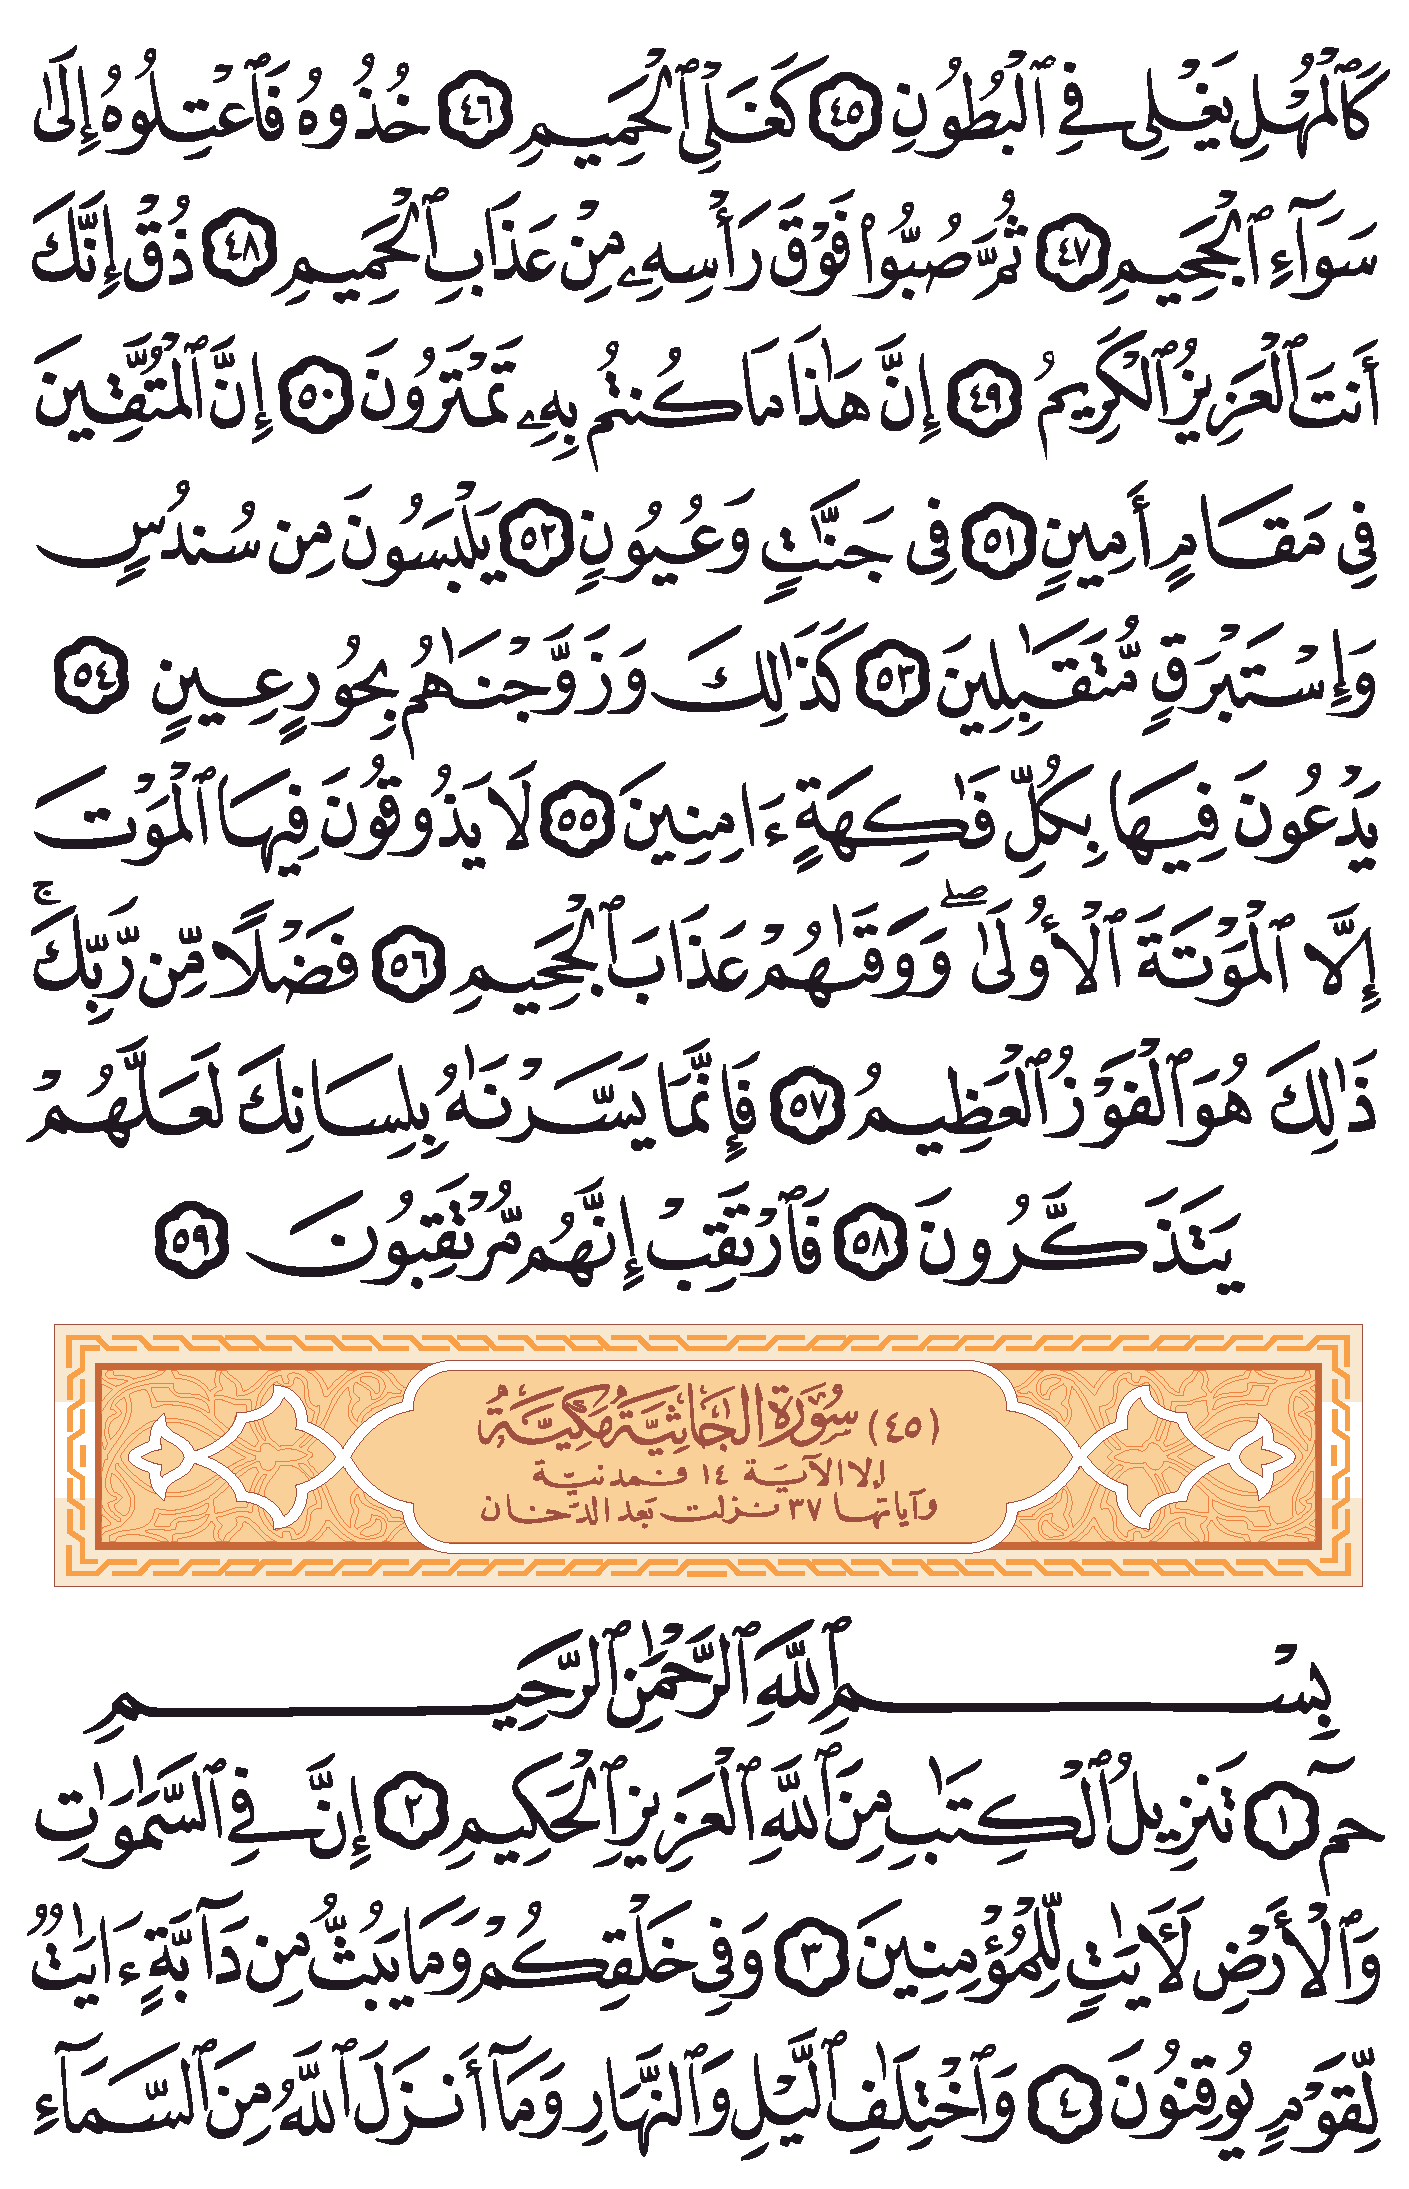 كَٱلۡمُهۡلِ يَغۡلِي فِي ٱلۡبُطُونِ ٤٥ كَغَلۡيِ ٱلۡحَمِيمِ ٤٦ خُذُوهُ فَٱعۡتِلُوهُ إِلَىٰ
سَوَآءِ ٱلۡجَحِيمِ ٤٧ ثُمَّ صُبُّواْ فَوۡقَ رَأۡسِهِۦ مِنۡ عَذَابِ ٱلۡحَمِيمِ ٤٨ ذُقۡ إِنَّكَ
أَنتَ ٱلۡعَزِيزُ ٱلۡكَرِيمُ ٤٩ إِنَّ هَٰذَا مَا كُنتُم بِهِۦ تَمۡتَرُونَ ٥٠ إِنَّ ٱلۡمُتَّقِينَ
فِي مَقَامٍ أَمِينٖ ٥١ فِي جَنَّٰتٖ وَعُيُونٖ ٥٢ يَلۡبَسُونَ مِن سُندُسٖ
وَإِسۡتَبۡرَقٖ مُّتَقَٰبِلِينَ ٥٣ كَذَٰلِكَ وَزَوَّجۡنَٰهُم بِحُورٍ عِينٖ ٥٤
يَدۡعُونَ فِيهَا بِكُلِّ فَٰكِهَةٍ ءَامِنِينَ ٥٥ لَا يَذُوقُونَ فِيهَا ٱلۡمَوۡتَ
إِلَّا ٱلۡمَوۡتَةَ ٱلۡأُولَىٰۖ وَوَقَىٰهُمۡ عَذَابَ ٱلۡجَحِيمِ ٥٦ فَضۡلٗا مِّن رَّبِّكَۚ
ذَٰلِكَ هُوَ ٱلۡفَوۡزُ ٱلۡعَظِيمُ ٥٧ فَإِنَّمَا يَسَّرۡنَٰهُ بِلِسَانِكَ لَعَلَّهُمۡ
يَتَذَكَّرُونَ ٥٨ فَٱرۡتَقِبۡ إِنَّهُم مُّرۡتَقِبُونَ ٥٩
(٤٥) سُورَة الجَاثِيَة مَكيَّة
إلا الآية ١٤ فمدنية
وآياتها ٣٧ نزلت بَعد الدّخان
بِسۡمِ ٱللَّهِ ٱلرَّحۡمَٰنِ ٱلرَّحِيمِ
حمٓ ١ تَنزِيلُ ٱلۡكِتَٰبِ مِنَ ٱللَّهِ ٱلۡعَزِيزِ ٱلۡحَكِيمِ ٢ إِنَّ فِي ٱلسَّمَٰوَٰتِ
وَٱلۡأَرۡضِ لَأٓيَٰتٖ لِّلۡمُؤۡمِنِينَ ٣ وَفِي خَلۡقِكُمۡ وَمَا يَبُثُّ مِن دَآبَّةٍ ءَايَٰتٞ
لِّقَوۡمٖ يُوقِنُونَ ٤ وَٱخۡتِلَٰفِ ٱلَّيۡلِ وَٱلنَّهَارِ وَمَآ أَنزَلَ ٱللَّهُ مِنَ ٱلسَّمَآءِ